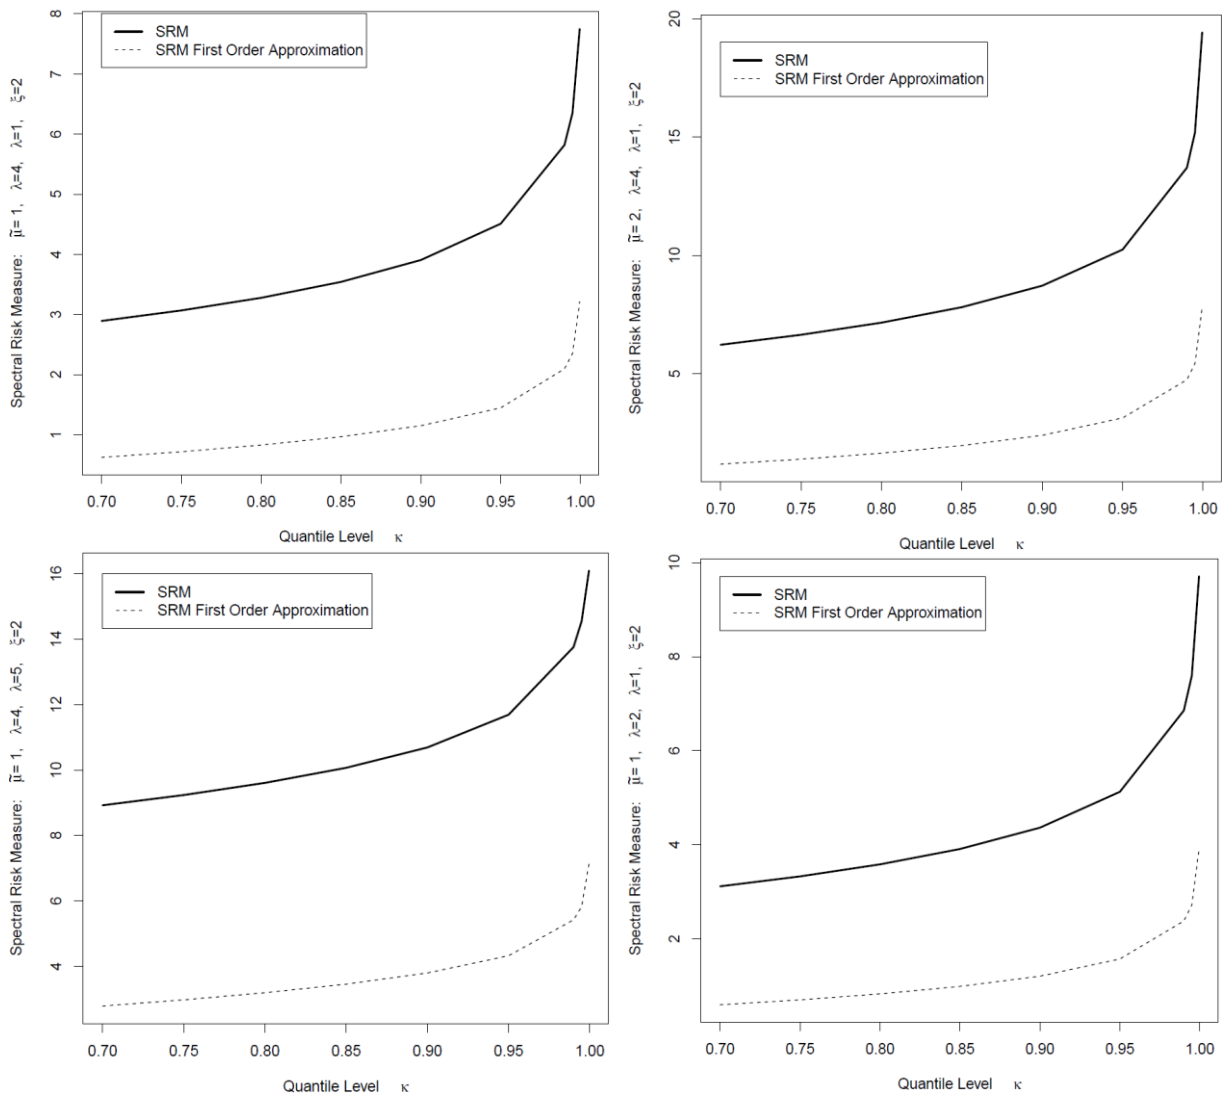 SRM
SRM First Order Approximation
8
7
6
5
4
3
2
1
Spectral Risk Measure: μ̃= 1, λ=4, λ=1, ξ=2
0.70 0.75 0.80 0.85 0.90 0.95 1.00
Quantile Level κ
SRM
SRM First Order Approximation
20
15
10
5
Spectral Risk Measure: μ̃= 2, λ=4, λ=1, ξ=2
0.70 0.75 0.80 0.85 0.90 0.95 1.00
Quantile Level κ
SRM
SRM First Order Approximation
16
14
12
10
8
6
4
Spectral Risk Measure: μ̃= 1, λ=4, λ=5, ξ=2
0.70 0.75 0.80 0.85 0.90 0.95 1.00
Quantile Level κ
SRM
SRM First Order Approximation
10
8
6
4
2
Spectral Risk Measure: μ̃= 1, λ=2, λ=1, ξ=2
0.70 0.75 0.80 0.85 0.90 0.95 1.00
Quantile Level κ